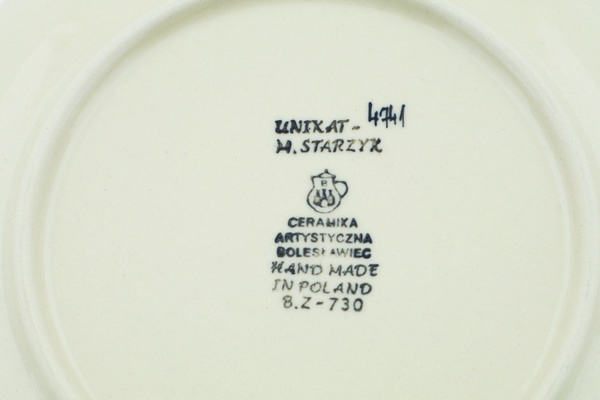 UNIKAT- 4741
M. STARZYK
B
CERAMIKA
ARTYSTYCZNA
BOLESŁAWIEC
HAND MADE
IN POLAND
B.Z-730